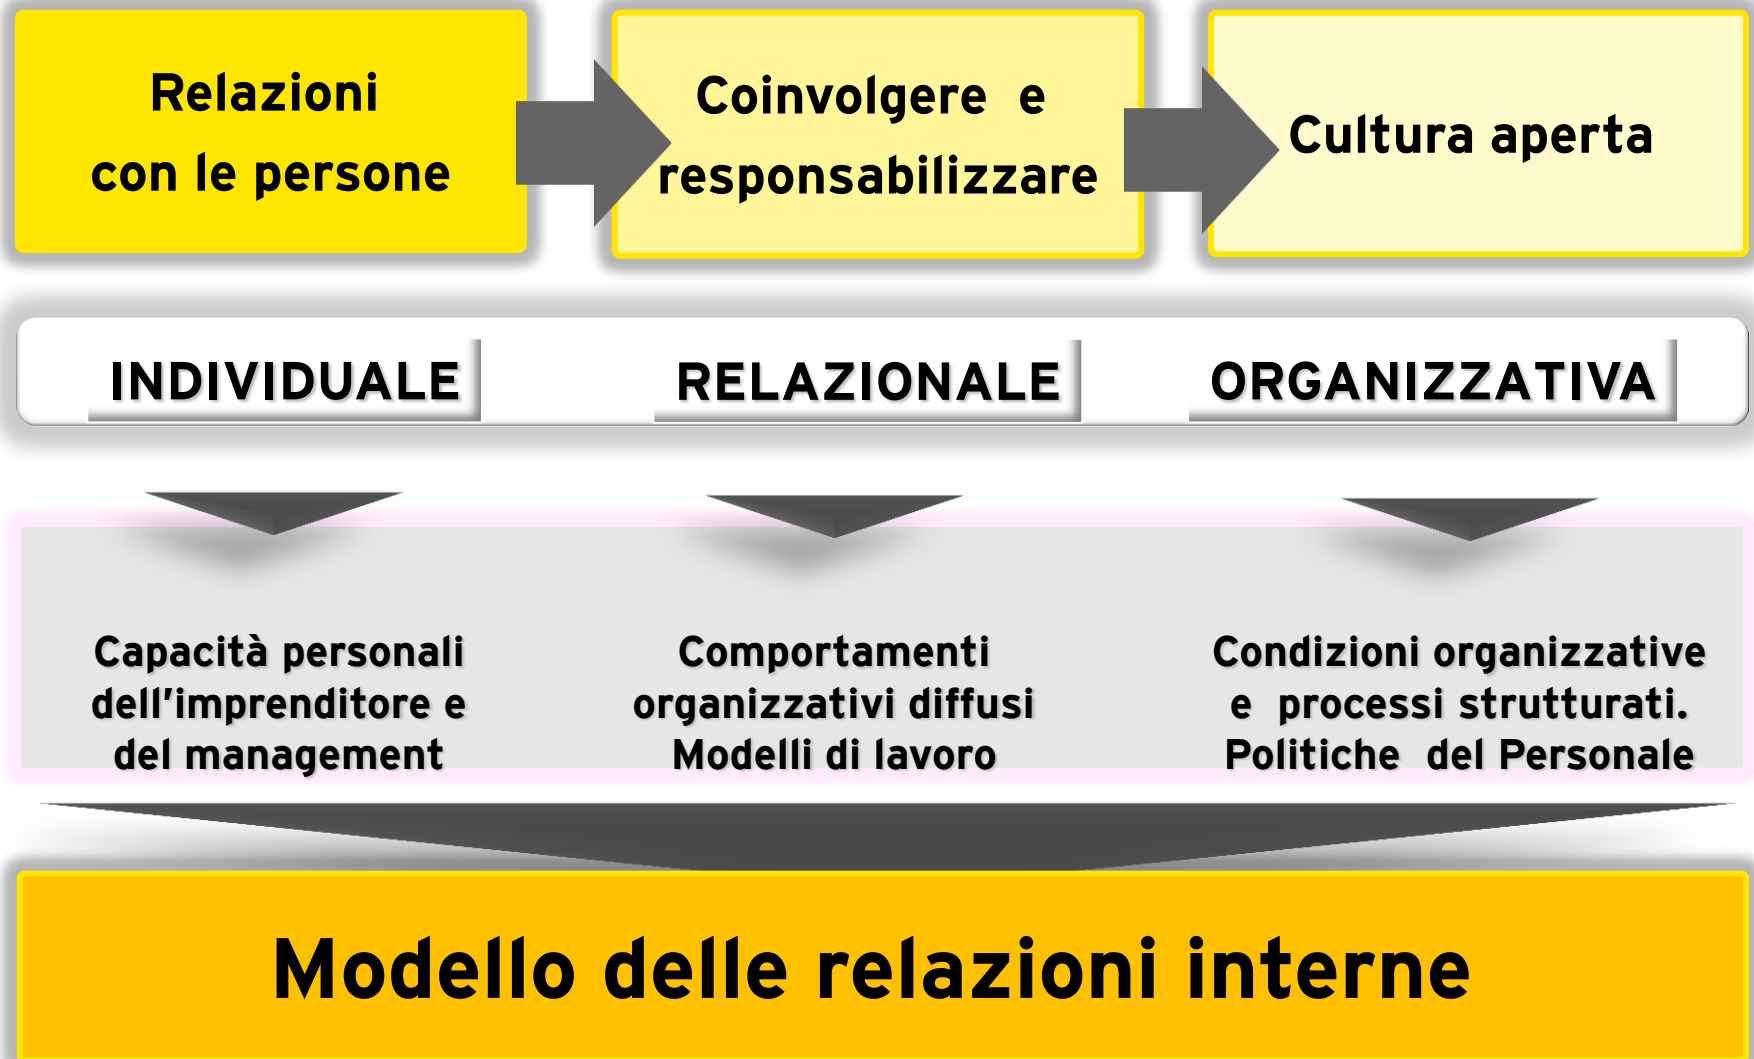 Relazioni
con le persone
Coinvolgere e
responsabilizzare
Cultura aperta
INDIVIDUALE
RELAZIONALE
ORGANIZZATIVA
Capacità personali
dell'imprenditore e
del management
Comportamenti
organizzativi diffusi
Modelli di lavoro
Condizioni organizzative
e processi strutturati.
Politiche del Personale
Modello delle relazioni interne